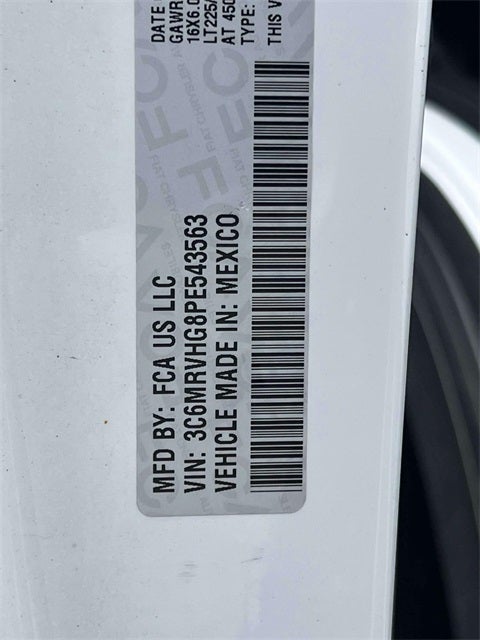 MFD BY: FCA US LLC
VIN: 3C6MRVHG8PE543563
VEHICLE MADE IN: MEXICO
DATE
GAWR
16X6.0
LT225/
AT 450
TYPE:
THIS V